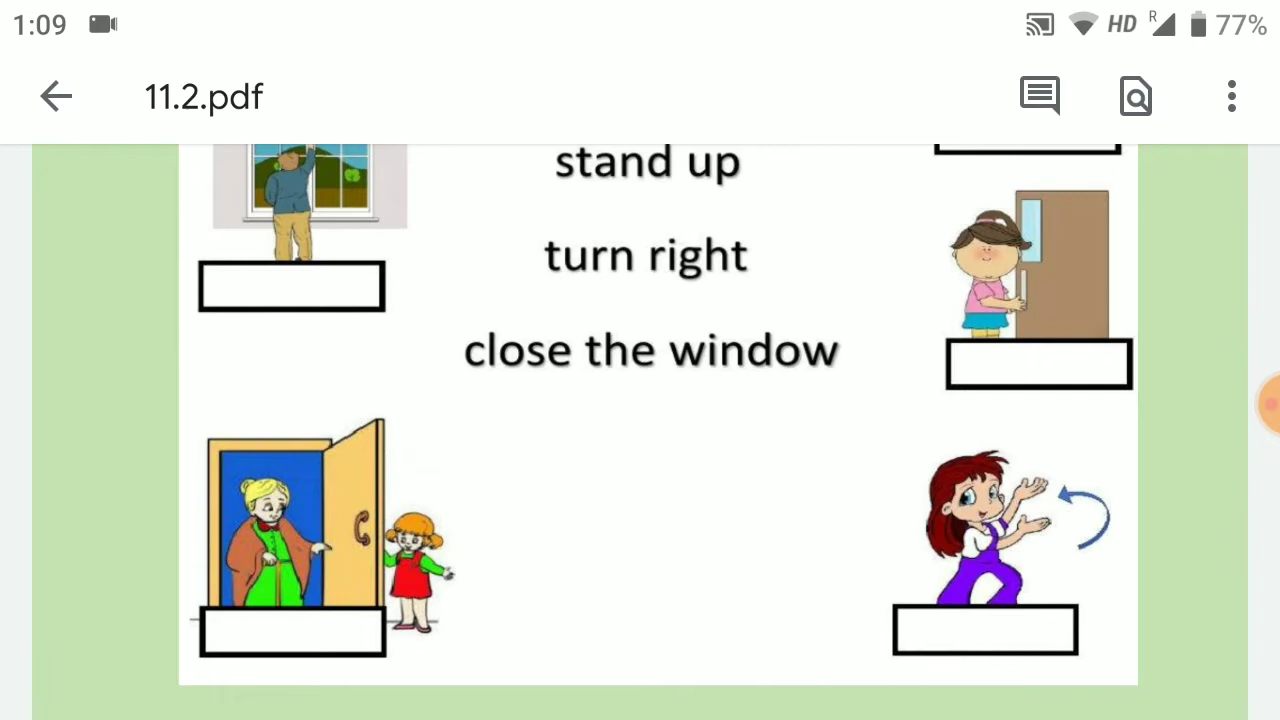 1:09 HD R 77%
11.2.pdf
stand up
turn right
close the window